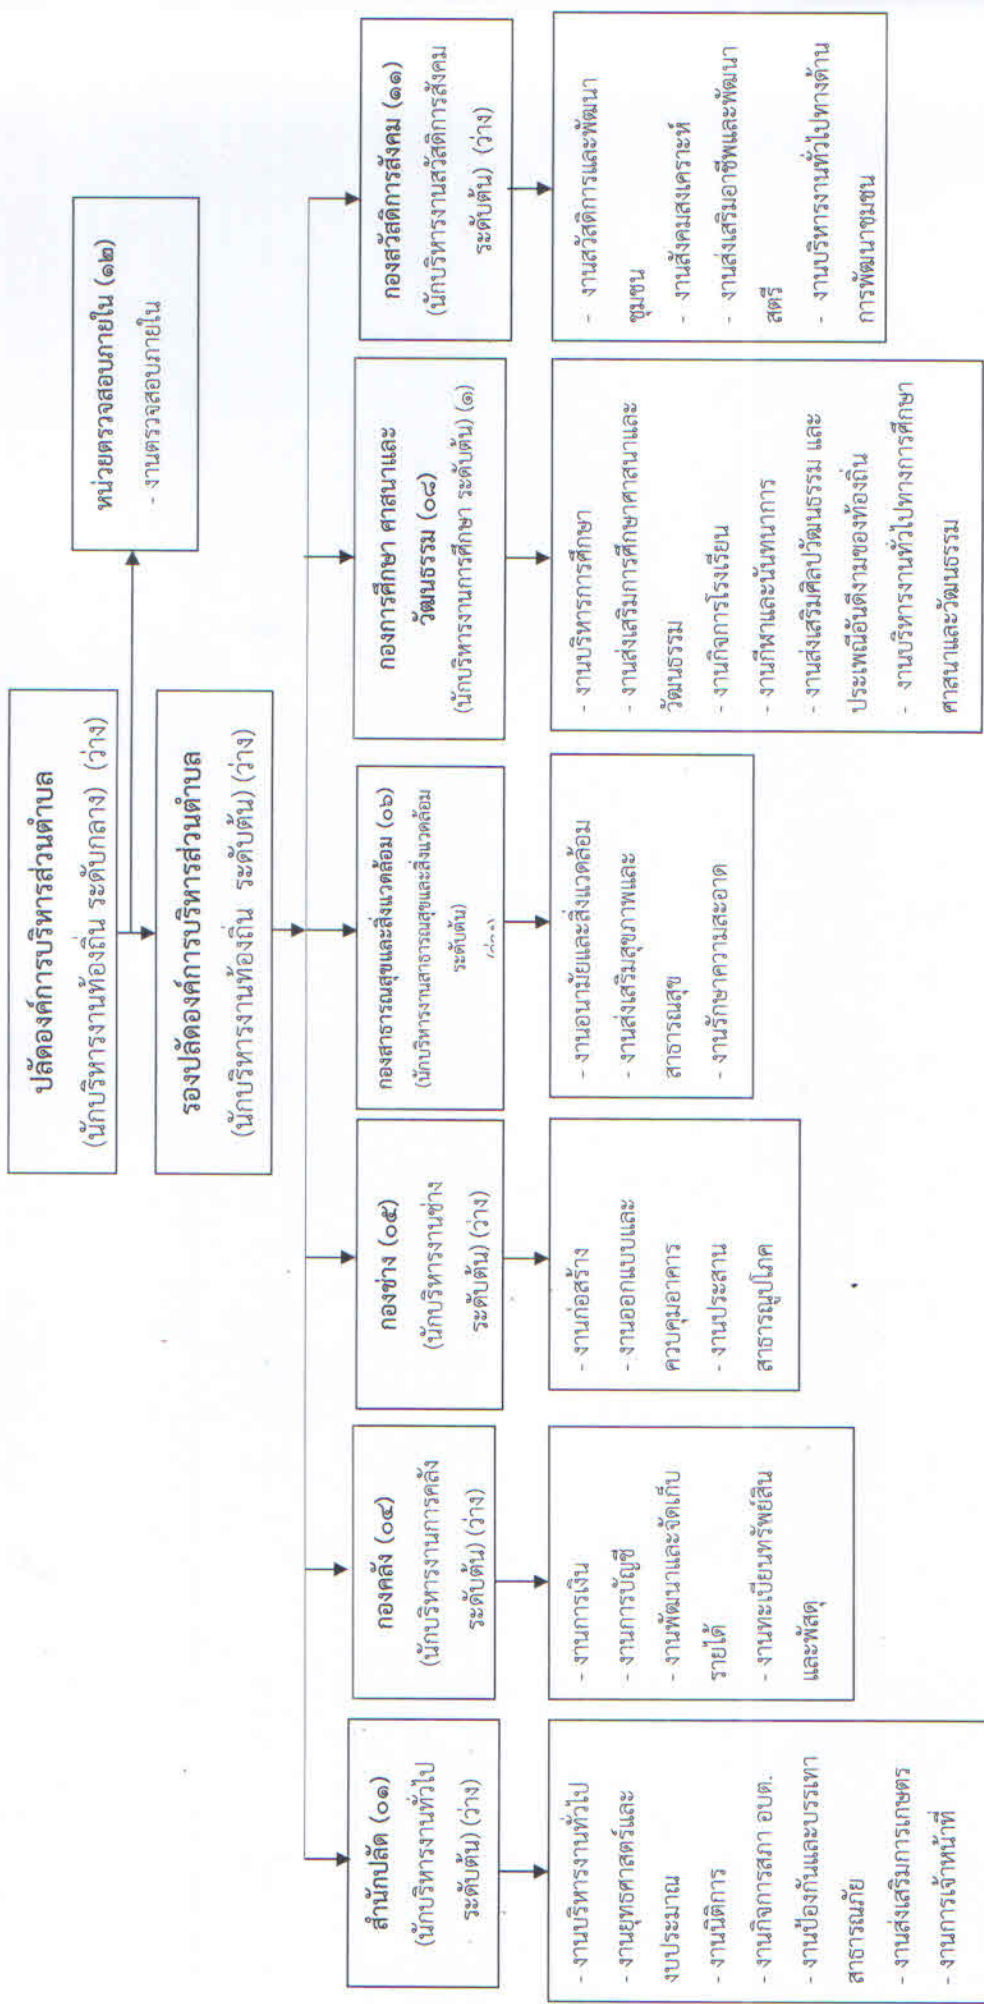 ปลัดองค์การบริหารส่วนตำบล
(นักบริหารงานท้องถิ่น ระดับกลาง) (ว่าง)
หน่วยตรวจสอบภายใน (๑๒)
- งานตรวจสอบภายใน
รองปลัดองค์การบริหารส่วนตำบล
(นักบริหารงานท้องถิ่น ระดับต้น) (ว่าง)
สำนักปลัด (๐๑)
(นักบริหารงานทั่วไป
ระดับต้น) (ว่าง)
- งานบริหารงานทั่วไป
- งานยุทธศาสตร์และ
งบประมาณ
- งานนิติการ
- งานกิจการสภา อบต.
- งานป้องกันและบรรเทา
สาธารณภัย
- งานส่งเสริมการเกษตร
- งานการเจ้าหน้าที่
กองคลัง (๐๔)
(นักบริหารงานการคลัง
ระดับต้น) (ว่าง)
- งานการเงิน
- งานการบัญชี
- งานพัฒนาและจัดเก็บ
รายได้
- งานทะเบียนทรัพย์สิน
และพัสดุ
กองช่าง (๐๕)
(นักบริหารงานช่าง
ระดับต้น) (ว่าง)
- งานก่อสร้าง
- งานออกแบบและ
ควบคุมอาคาร
- งานประสาน
สาธารณูปโภค
กองสาธารณสุขและสิ่งแวดล้อม (๐๖)
(นักบริหารงานสาธารณสุขและสิ่งแวดล้อม
ระดับต้น)
- งานอนามัยและสิ่งแวดล้อม
- งานส่งเสริมสุขภาพและ
สาธารณสุข
- งานรักษาความสะอาด
กองการศึกษา ศาสนาและ
วัฒนธรรม (๐๘)
(นักบริหารงานการศึกษา ระดับต้น) (๑)
- งานบริหารการศึกษา
- งานส่งเสริมการศึกษาศาสนาและ
วัฒนธรรม
- งานกิจการโรงเรียน
- งานกีฬาและนันทนาการ
- งานส่งเสริมศิลปวัฒนธรรม และ
ประเพณีอันดีงามของท้องถิ่น
- งานบริหารงานทั่วไปทางการศึกษา
ศาสนาและวัฒนธรรม
กองสวัสดิการสังคม (๑๑)
(นักบริหารงานสวัสดิการสังคม
ระดับต้น) (ว่าง)
- งานสวัสดิการและพัฒนา
ชุมชน
- งานสังคมสงเคราะห์
- งานส่งเสริมอาชีพและพัฒนา
สตรี
- งานบริหารงานทั่วไปทางด้าน
การพัฒนาชุมชน